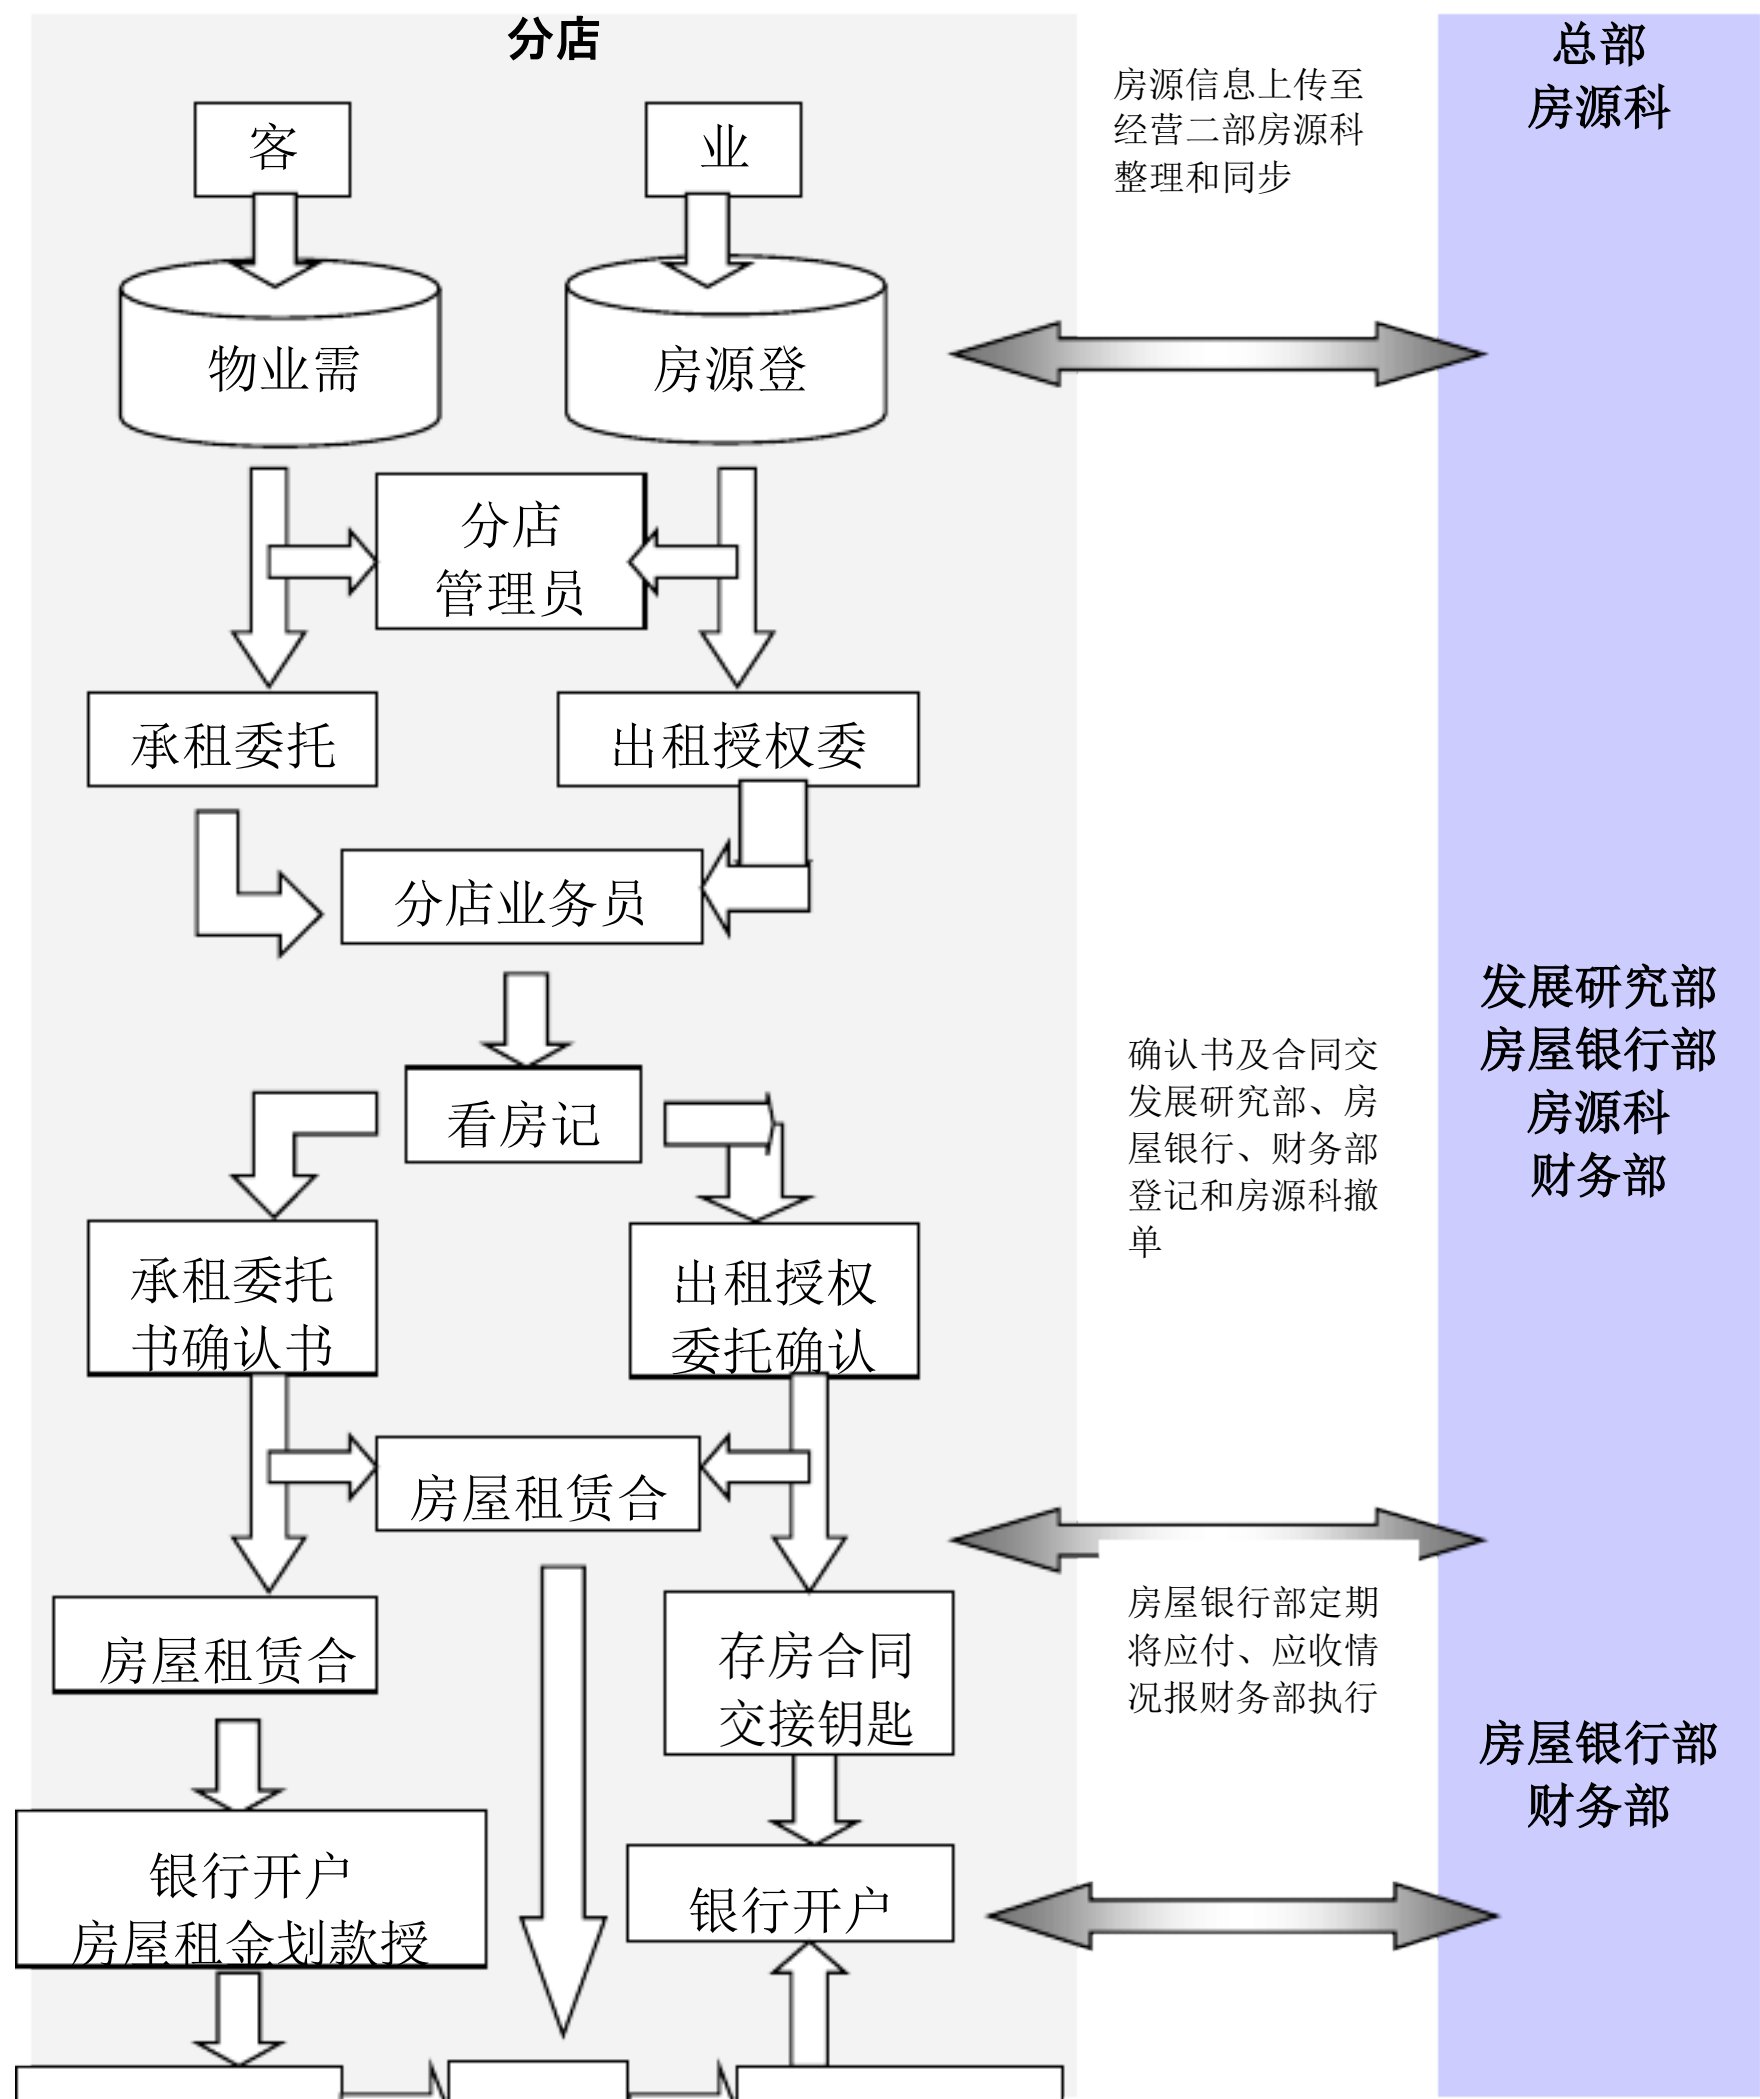 分店
总部
房源科
房源信息上传至
经营二部房源科
整理和同步
客
业
物业需
房源登
分店
管理员
承租委托
出租授权委
分店业务员
看房记
发展研究部
房屋银行部
房源科
财务部
确认书及合同交
发展研究部、房
屋银行、财务部
登记和房源科撤
单
承租委托
书确认书
出租授权
委托确认
房屋租赁合
房屋租赁合
存房合同
交接钥匙
房屋银行部定期
将应付、应收情
况报财务部执行
房屋银行部
财务部
银行开户
房屋租金划款授
银行开户